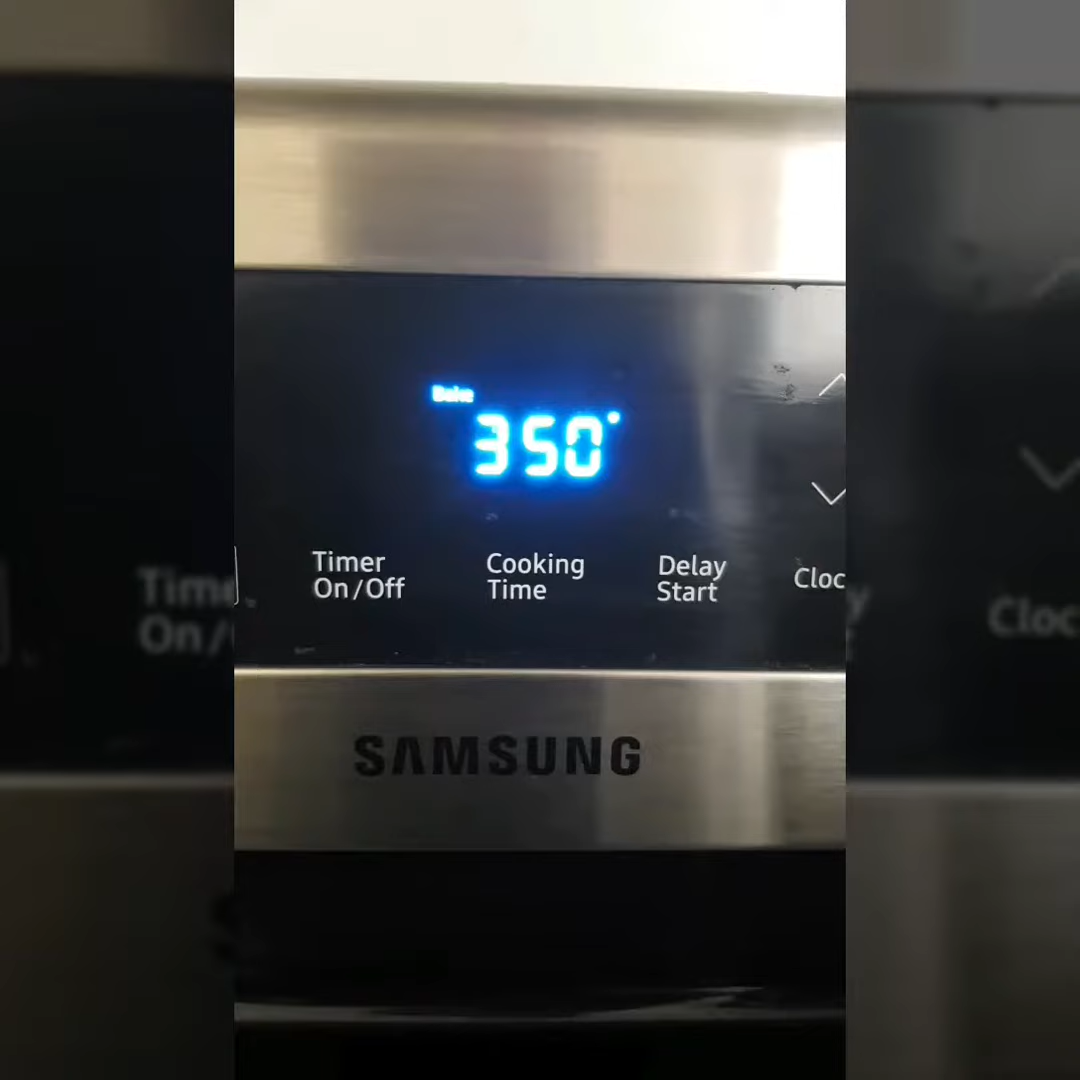 Bake
350°
Timer
On/Off
Cooking
Time
Delay
Start
Cloc
SAMSUNG